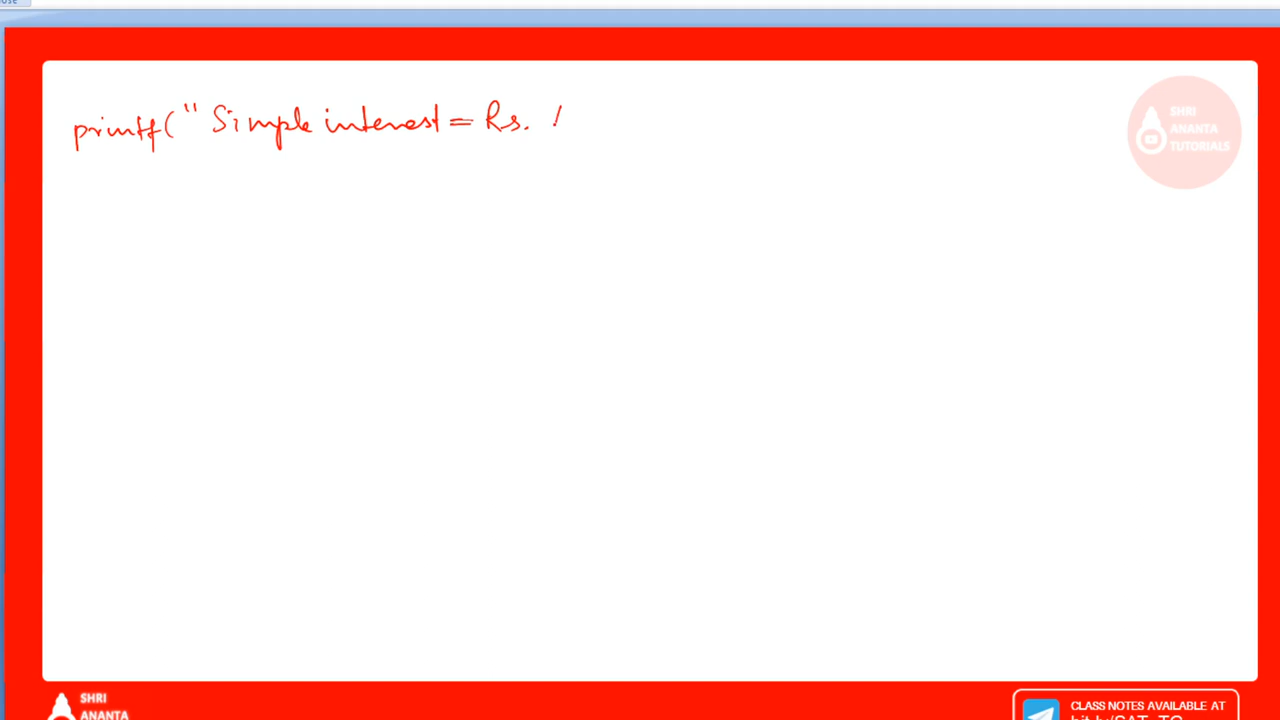 printf(" Simple interest = Rs. /
SHRI
ANANTA
TUTORIALS
SHRI
ANANTA
CLASS NOTES AVAILABLE AT